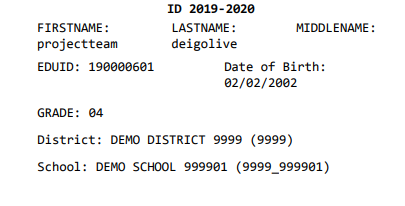 ID 2019-2020
FIRSTNAME: LASTNAME: MIDDLENAME:
projectteam deigolive
EDUID: 190000601 Date of Birth:
02/02/2002
GRADE: 04
District: DEMO DISTRICT 9999 (9999)
School: DEMO SCHOOL 999901 (9999_999901)